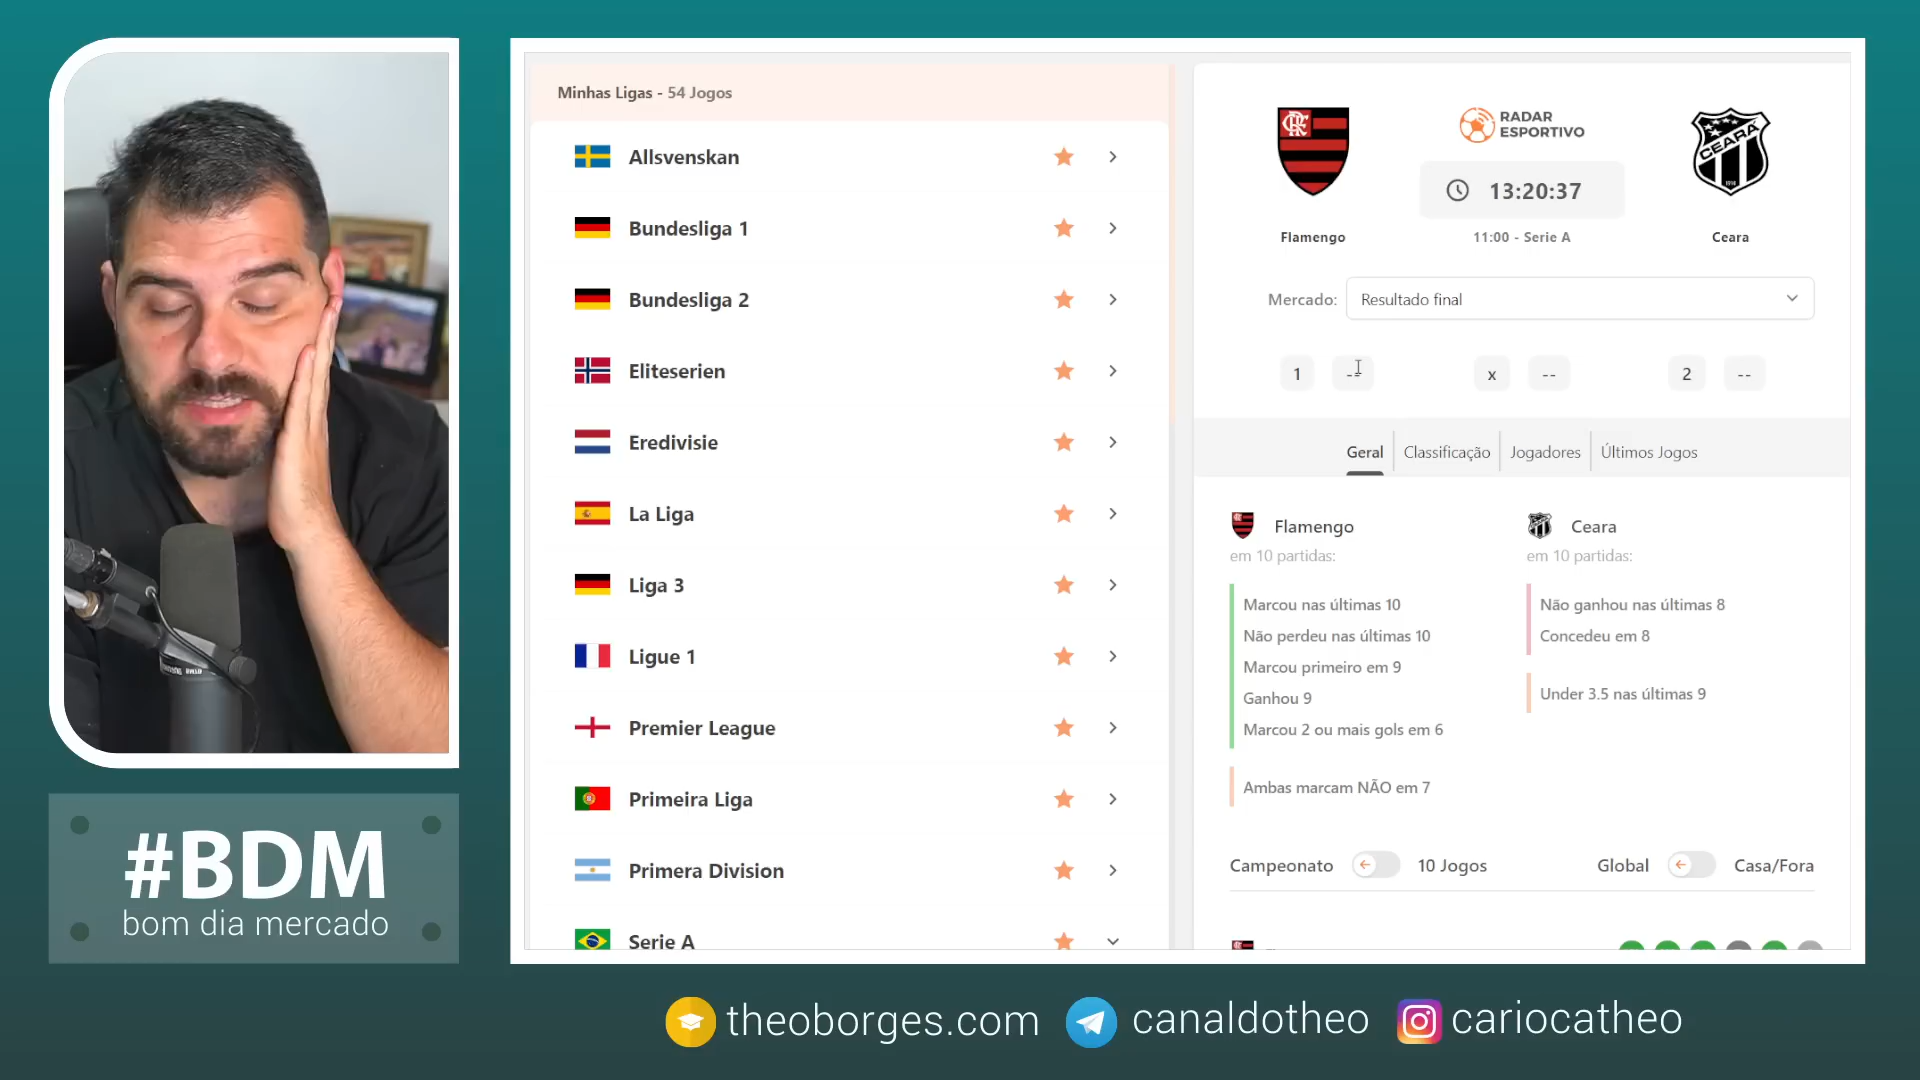 Minhas Ligas - 54 Jogos
Allsvenskan
Bundesliga 1
Bundesliga 2
Eliteserien
Eredivisie
La Liga
Liga 3
Ligue 1
Premier League
Primeira Liga
Primera Division
Serie A
RADAR
ESPORTIVO
CEARA
13:20:37
Flamengo
11:00 - Serie A
Ceara
Mercado:
Resultado final
1 -- x -- 2 --
Geral
Classificação
Jogadores
Últimos Jogos
Flamengo
em 10 partidas:
Marcou nas últimas 10
Não perdeu nas últimas 10
Marcou primeiro em 9
Ganhou 9
Marcou 2 ou mais gols em 6
Ambas marcam NÃO em 7
Ceara
em 10 partidas:
Não ganhou nas últimas 8
Concedeu em 8
Under 3.5 nas últimas 9
Campeonato
10 Jogos
Global
Casa/Fora
#BDM
bom dia mercado
theoborges.com
canaldotheo
cariocatheo